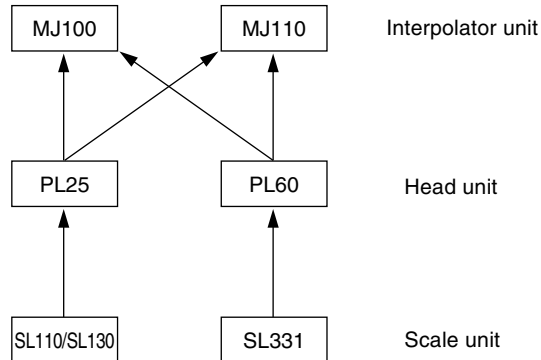 MJ100 MJ110 Interpolator unit
PL25 PL60 Head unit
SL110/SL130 SL331 Scale unit